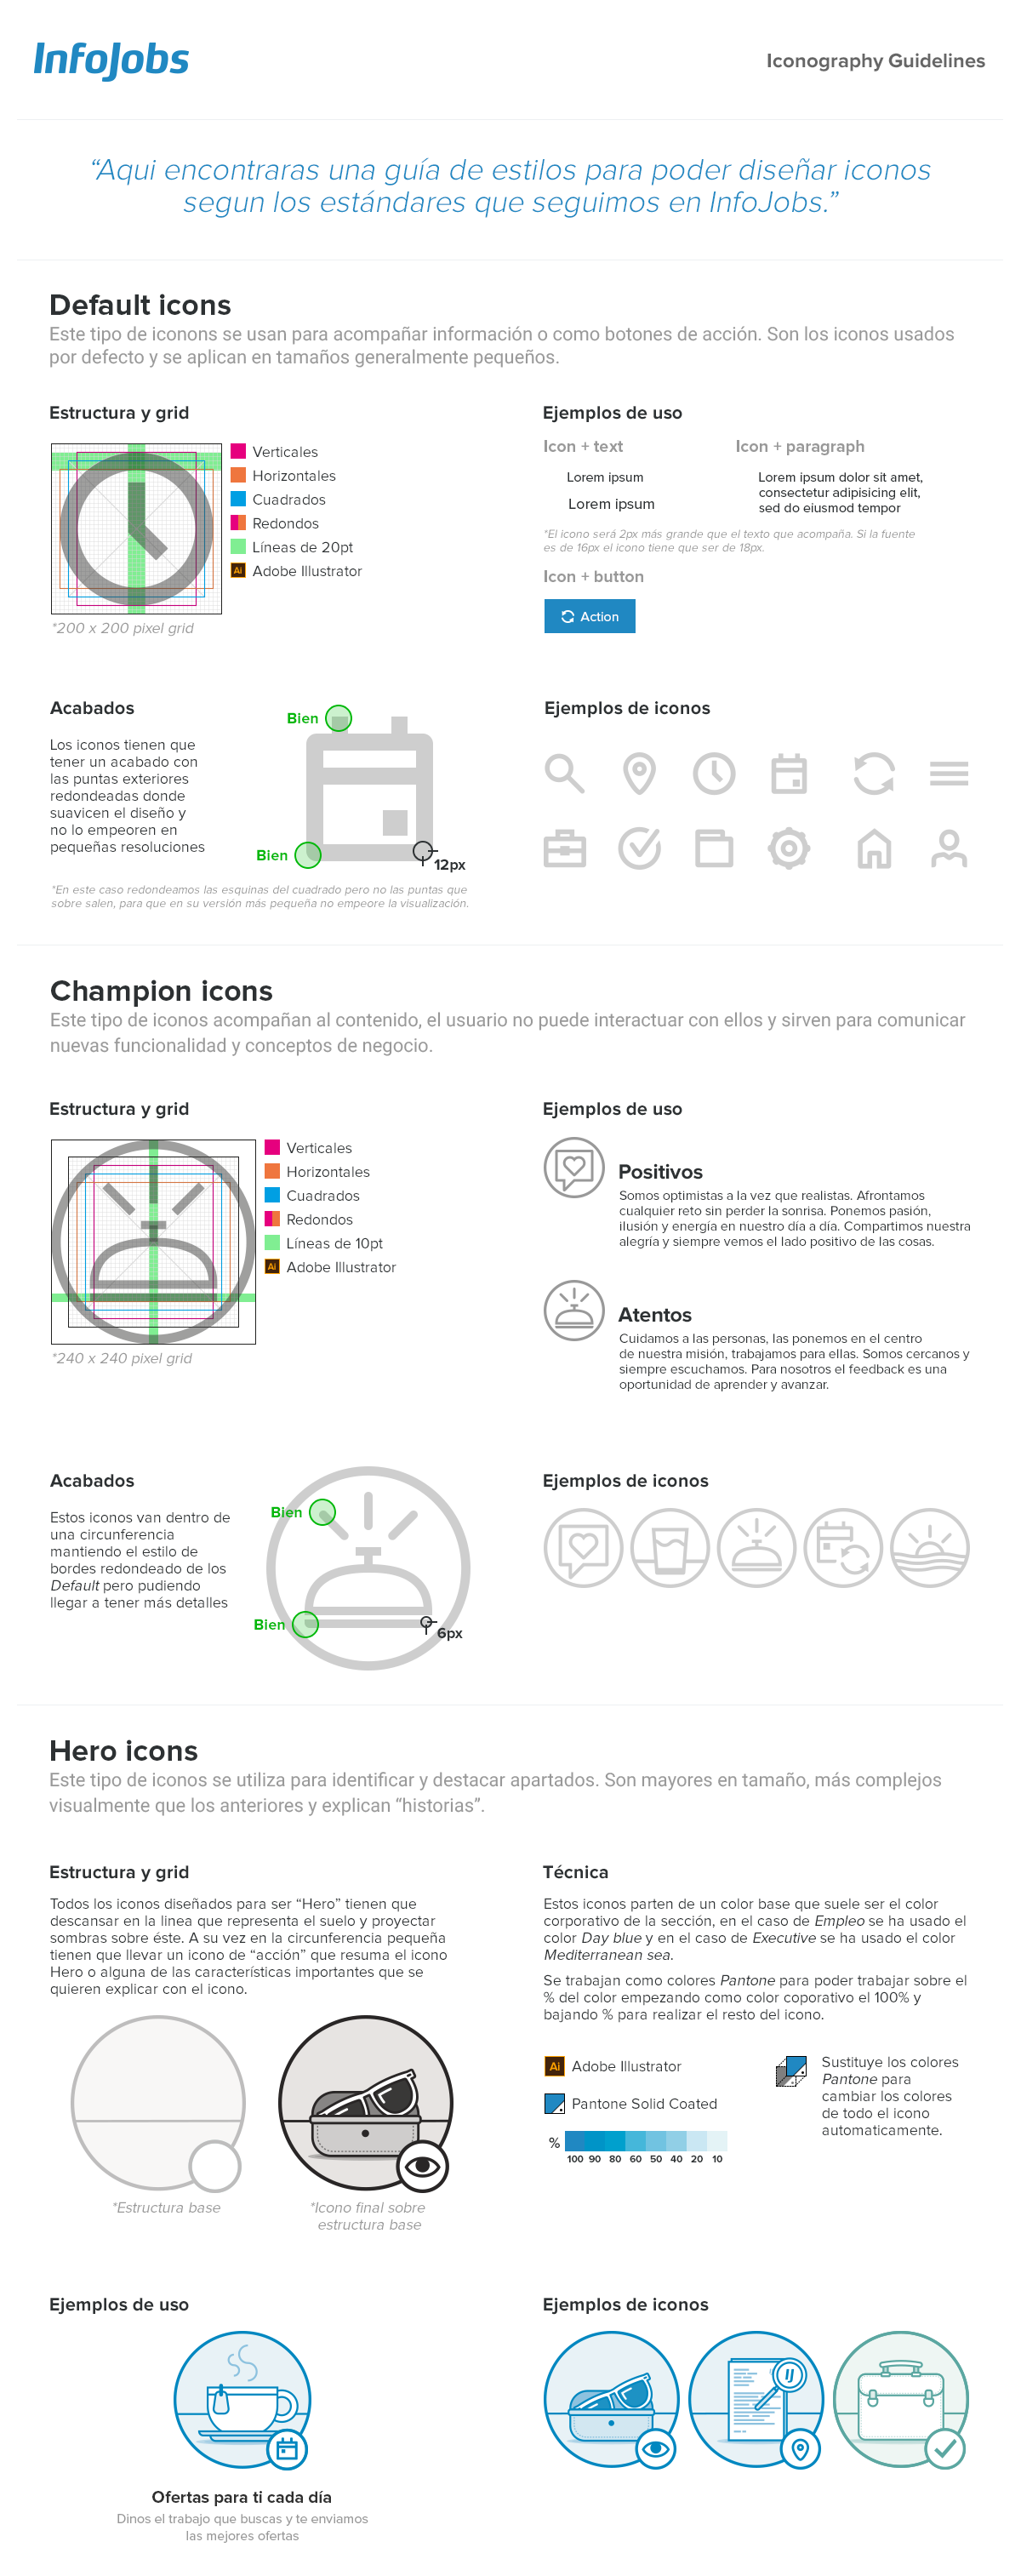 InfoJobs
Iconography Guidelines
“Aqui encontraras una guía de estilos para poder diseñar iconos
segun los estándares que seguimos en InfoJobs.”
Default icons
Este tipo de iconons se usan para acompañar información o como botones de acción. Son los iconos usados
por defecto y se aplican en tamaños generalmente pequeños.
Estructura y grid
Verticales
Horizontales
Cuadrados
Redondos
Líneas de 20pt
Ai Adobe Illustrator
*200 x 200 pixel grid
Ejemplos de uso
Icon + text
Lorem ipsum
Lorem ipsum
Icon + paragraph
Lorem ipsum dolor sit amet,
consectetur adipisicing elit,
sed do eiusmod tempor
*El icono será 2px más grande que el texto que acompaña. Si la fuente
es de 16px el icono tiene que ser de 18px.
Icon + button
Action
Acabados
Los iconos tienen que
tener un acabado con
las puntas exteriores
redondeadas donde
suavicen el diseño y
no lo empeoren en
pequeñas resoluciones
Bien
Bien
12px
*En este caso redondeamos las esquinas del cuadrado pero no las puntas que
sobre salen, para que en su versión más pequeña no empeore la visualización.
Ejemplos de iconos
Champion icons
Este tipo de iconos acompañan al contenido, el usuario no puede interactuar con ellos y sirven para comunicar
nuevas funcionalidad y conceptos de negocio.
Estructura y grid
Verticales
Horizontales
Cuadrados
Redondos
Líneas de 10pt
Ai Adobe Illustrator
*240 x 240 pixel grid
Ejemplos de uso
Positivos
Somos optimistas a la vez que realistas. Afrontamos
cualquier reto sin perder la sonrisa. Ponemos pasión,
ilusión y energía en nuestro día a día. Compartimos nuestra
alegría y siempre vemos el lado positivo de las cosas.
Atentos
Cuidamos a las personas, las ponemos en el centro
de nuestra misión, trabajamos para ellas. Somos cercanos y
siempre escuchamos. Para nosotros el feedback es una
oportunidad de aprender y avanzar.
Acabados
Estos iconos van dentro de
una circunferencia
mantiendo el estilo de
bordes redondeado de los
Default pero pudiendo
llegar a tener más detalles
Bien
Bien
6px
Ejemplos de iconos
Hero icons
Este tipo de iconos se utiliza para identificar y destacar apartados. Son mayores en tamaño, más complejos
visualmente que los anteriores y explican “historias”.
Estructura y grid
Todos los iconos diseñados para ser “Hero” tienen que
descansar en la linea que representa el suelo y proyectar
sombras sobre éste. A su vez en la circunferencia pequeña
tienen que llevar un icono de “acción” que resuma el icono
Hero o alguna de las características importantes que se
quieren explicar con el icono.
*Estructura base
*Icono final sobre
estructura base
Técnica
Estos iconos parten de un color base que suele ser el color
corporativo de la sección, en el caso de Empleo se ha usado el
color Day blue y en el caso de Executive se ha usado el color
Mediterranean sea.
Se trabajan como colores Pantone para poder trabajar sobre el
% del color empezando como color coporativo el 100% y
bajando % para realizar el resto del icono.
Ai Adobe Illustrator
Pantone Solid Coated
%
100 90 80 60 50 40 20 10
Sustituye los colores
Pantone para
cambiar los colores
de todo el icono
automaticamente.
Ejemplos de uso
Ofertas para ti cada día
Dinos el trabajo que buscas y te enviamos
las mejores ofertas
Ejemplos de iconos
IJ